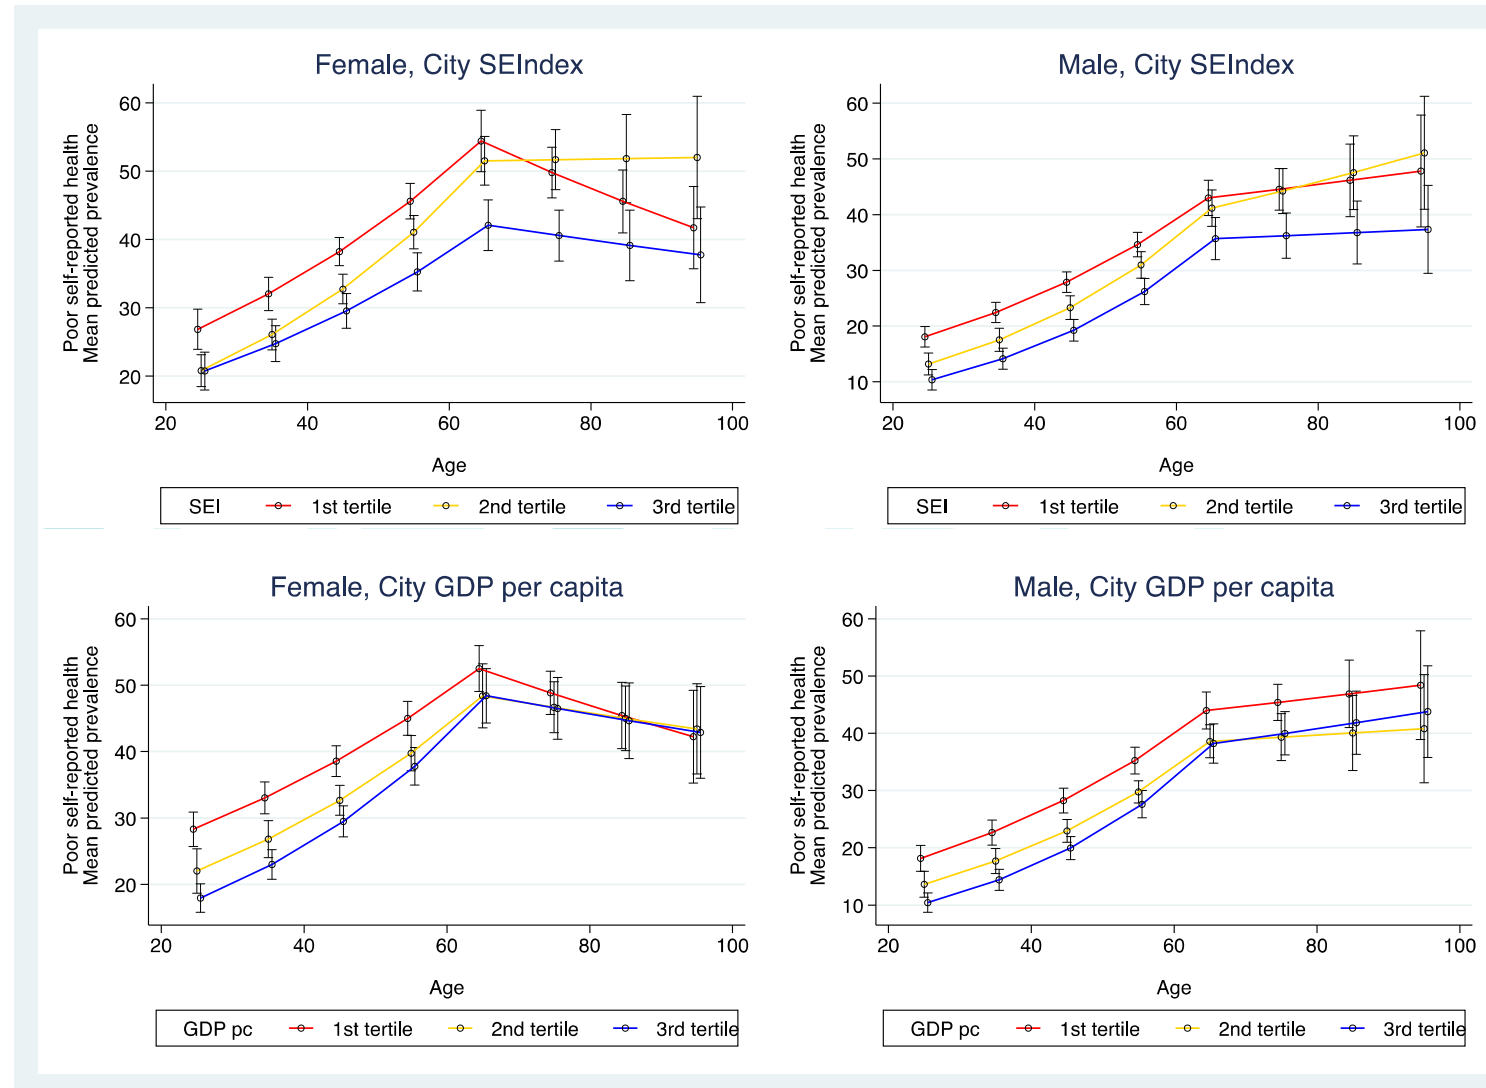 Female, City SEIndex
Poor self-reported health
Mean predicted prevalence
60
50
40
30
20
20 40 60 80 100
Age
SEI 1st tertile 2nd tertile 3rd tertile
Male, City SEIndex
Poor self-reported health
Mean predicted prevalence
60
50
40
30
20
10
20 40 60 80 100
Age
SEI 1st tertile 2nd tertile 3rd tertile
Female, City GDP per capita
Poor self-reported health
Mean predicted prevalence
60
50
40
30
20
20 40 60 80 100
Age
GDP pc 1st tertile 2nd tertile 3rd tertile
Male, City GDP per capita
Poor self-reported health
Mean predicted prevalence
60
50
40
30
20
10
20 40 60 80 100
Age
GDP pc 1st tertile 2nd tertile 3rd tertile